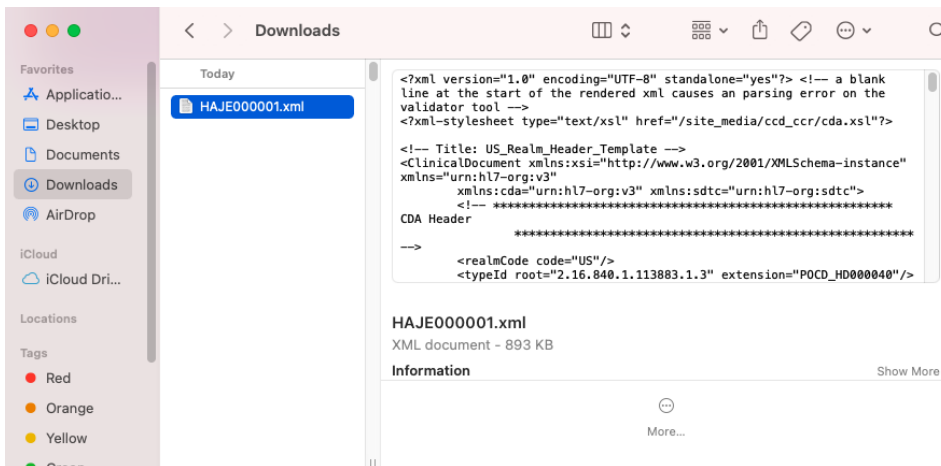 Downloads
Favorites
Applicatio...
Desktop
Documents
Downloads
AirDrop
iCloud
iCloud Dri...
Locations
Tags
Red
Orange
Yellow
Today
HAJE000001.xml
<?xml version="1.0" encoding="UTF-8" standalone="yes"?> <!-- a blank
line at the start of the rendered xml causes an parsing error on the
validator tool -->
<?xml-stylesheet type="text/xsl" href="/site_media/ccd_ccr/cda.xsl"?>
<!-- Title: US_Realm_Header_Template -->
<ClinicalDocument xmlns:xsi="http://www.w3.org/2001/XMLSchema-instance"
xmlns="urn:hl7-org:v3"
xmlns:cda="urn:hl7-org:v3" xmlns:sdtc="urn:hl7-org:sdtc">
<!-- ********************************************************
CDA Header
********************************************************
-->
<realmCode code="US"/>
<typeId root="2.16.840.1.113883.1.3" extension="POCD_HD000040"/>
HAJE000001.xml
XML document - 893 KB
Information
Show More
More...